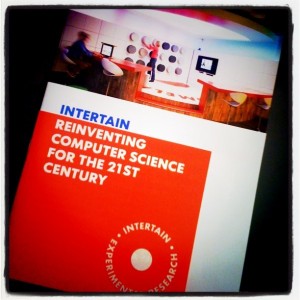 INTERTAIN
REINVENTING
COMPUTER SCIENCE
FOR THE 21ST
CENTURY
• INTERTAIN •
EXPERIMENTAL RESEARCH